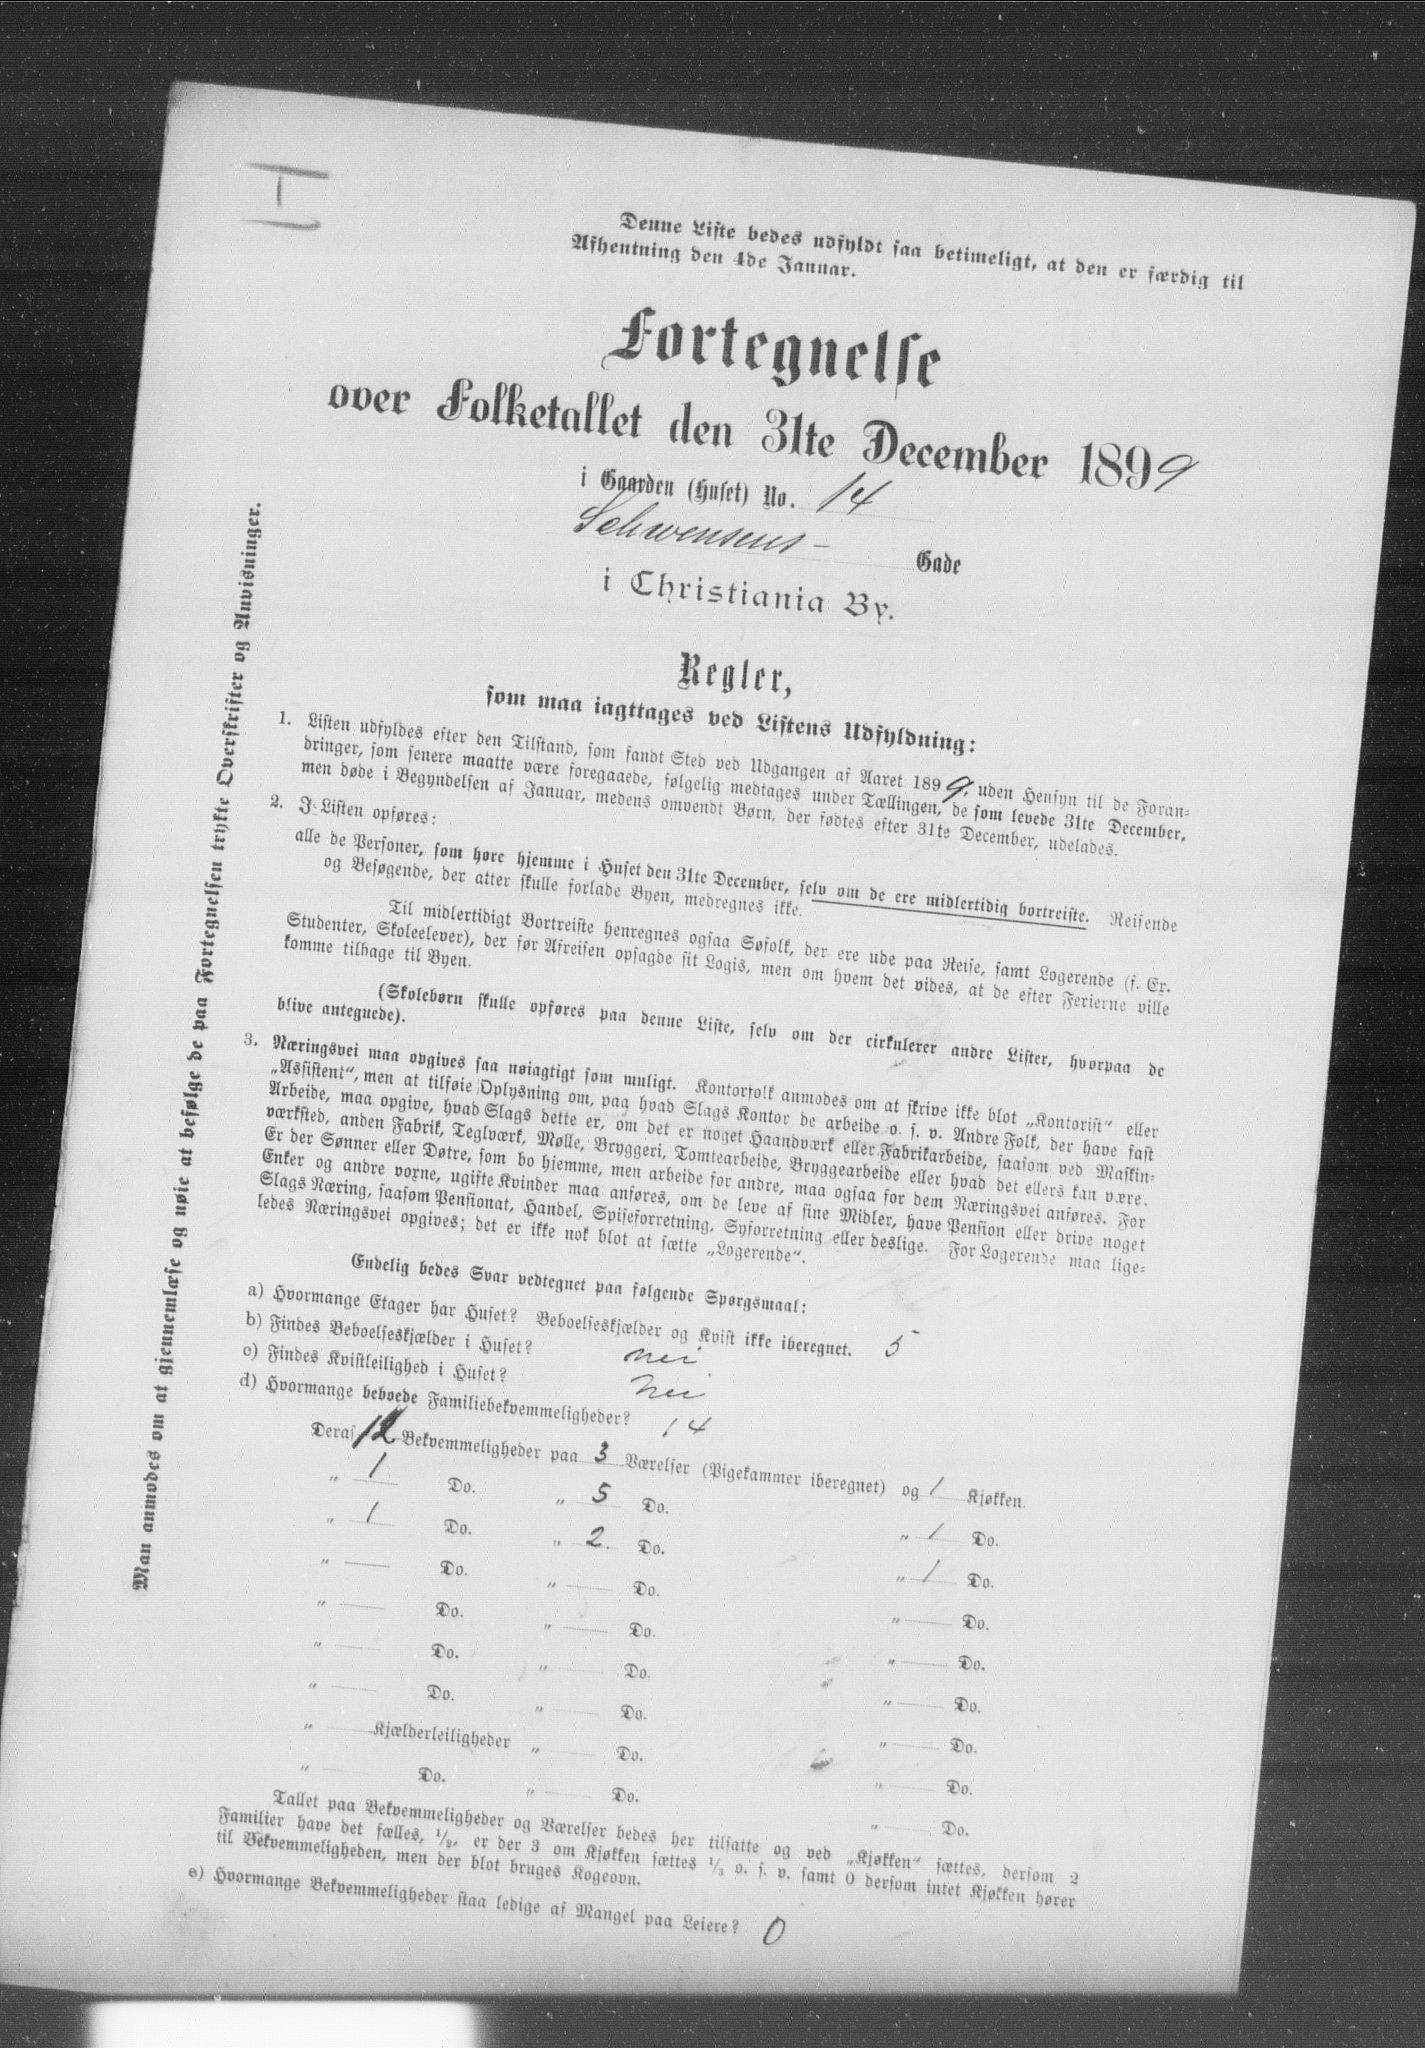 I
Denne Liste bedes udfyldt saa betimeligt, at den er færdig til
Afhentning den 4de Januar.
Fortegnelse
over Folketallet den 31te December 1899
i Gaarden (Huset) No. 14
Schwensens- Gade
i Christiania By.
Regler,
som maa iagttages ved Listens Udfyldning:
1. Listen udfyldes efter den Tilstand, som fandt Sted ved Udgangen af Aaret 1899, uden Hensyn til de Foran-
dringer, som senere maatte være foregaaede, følgelig medtages under Tællingen, de som levede 31te December,
men døde i Begyndelsen af Januar, medens omvendt Børn, der fødtes efter 31te December, udelades.
2. I Listen opføres:
alle de Personer, som høre hjemme i Huset den 31te December, selv om de ere midlertidig bortreiste. Reisende
og Besøgende, der atter skulle forlade Byen, medregnes ikke.
Til midlertidigt Bortreiste henregnes ogsaa Søfolk, der ere ude paa Reise, samt Logerende (f. Ex.
Studenter, Skoleelever), der før Afreisen opsagde sit Logis, men om hvem det vides, at de efter Ferierne ville
komme tilbage til Byen.
(Skolebørn skulle opføres paa denne Liste, selv om der cirkulerer andre Lister, hvorpaa de
blive antegnede).
3. Næringsvei maa opgives saa nøiagtigt som muligt. Kontorfolk anmodes om at skrive ikke blot „Kontorist“ eller
„Assistent“, men at tilføie Oplysning om, paa hvad Slags Kontor de arbeide o. s. v. Andre Folk, der have fast
Arbeide, maa opgive, hvad Slags dette er, om det er noget Haandværk eller Fabrikarbeide, saasom ved Maskin-
værksted, anden Fabrik, Teglværk, Mølle, Bryggeri, Tomtearbeide, Bryggearbeide eller hvad det ellers kan være.
Er der Sønner eller Døtre, som bo hjemme, men arbeide for andre, maa ogsaa for dem Næringsvei anføres. For
Enker og andre voxne, ugifte Kvinder maa anføres, om de leve af sine Midler, have Pension eller drive noget
Slags Næring, saasom Pensionat, Handel, Spiseforretning, Syforretning eller deslige. For Logerende maa lige-
ledes Næringsvei opgives; det er ikke nok blot at sætte „Logerende“.
Endelig bedes Svar vedtegnet paa følgende Spørgsmaal:
a) Hvormange Etager har Huset? Beboelseskjælder og Kvist ikke iberegnet. 5
b) Findes Beboelseskjælder i Huset? nei
c) Findes Kvistleilighed i Huset? Nei
d) Hvormange beboede Familiebekvemmeligheder? 14
Deraf 12 Bekvemmeligheder paa 3 Værelser (Pigekammer iberegnet) og 1 Kjøkken.
„ 1 Do. „ 5 Do. „ 1 Do.
„ 1 Do. „ 2. Do. „ 1 Do.
„ Do. „ Do. „ Do.
„ Do. „ Do. „ Do.
„ Do. „ Do. „ Do.
„ Do. „ Do. „ Do.
„ Kjælderleiligheder „ Do. „ Do.
„ Do. „ Do. „ Do.
Tallet paa Bekvemmeligheder og Værelser bedes her tilsatte og ved „Kjøkken“ sættes, dersom 2
Familier have det fælles, 1/2, er der 3 om Kjøkken sættes 1/3 o. s. v. samt 0 dersom intet Kjøkken hører
til Bekvemmeligheden, men der blot bruges Kogeovn.
e) Hvormange Bekvemmeligheder staa ledige af Mangel paa Leiere? 0
Man anmodes om at gjennemlæse og nøie at befølge de paa Fortegnelsen trykte Overskrifter og Anvisninger.